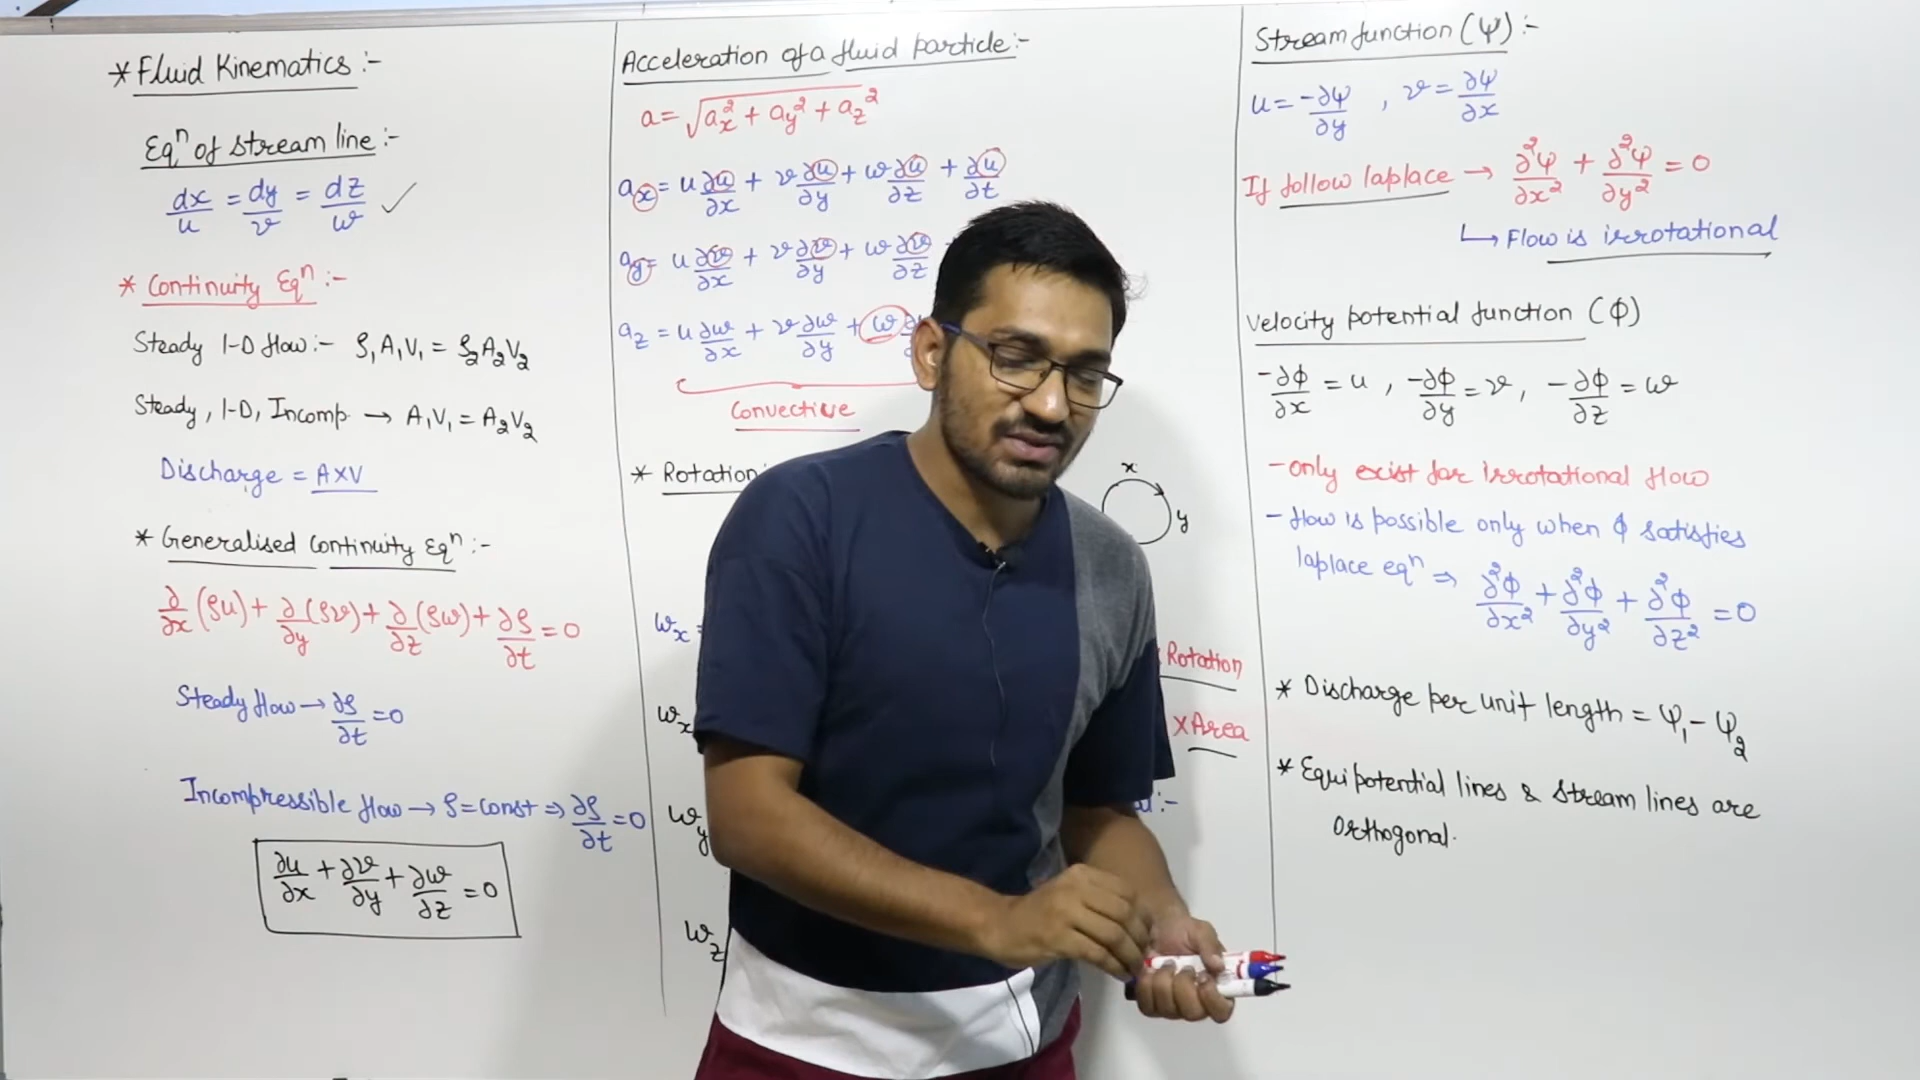 * Fluid Kinematics :-
Eqⁿ of stream line :-
dx/u = dy/v = dz/w ✓
* Continuity Eqⁿ :-
Steady 1-D flow :- ρ₁A₁V₁ = ρ₂A₂V₂
Steady, 1-D, Incomp. → A₁V₁ = A₂V₂
Discharge = A×V
* Generalised continuity Eqⁿ :-
∂/∂x (ρu) + ∂/∂y (ρv) + ∂/∂z (ρw) + ∂ρ/∂t = 0
Steady flow → ∂ρ/∂t = 0
Incompressible flow → ρ = const ⇒ ∂ρ/∂t = 0
∂u/∂x + ∂v/∂y + ∂w/∂z = 0
Acceleration of a fluid particle :-
a = √(aₓ² + a_y² + a_z²)
aₓ = u ∂u/∂x + v ∂u/∂y + w ∂u/∂z + ∂u/∂t
a_y = u ∂v/∂x + v ∂v/∂y + w ∂v/∂z
a_z = u ∂w/∂x + v ∂w/∂y + w
Convective
* Rotation
x
y
ωₓ =
Rotation
ωₓ
× Area
ω_y
:-
ω_z
Stream function (ψ) :-
u = -∂ψ/∂y , v = ∂ψ/∂x
If follow laplace → ∂²ψ/∂x² + ∂²ψ/∂y² = 0
↳ Flow is irrotational
Velocity potential function (φ)
-∂φ/∂x = u , -∂φ/∂y = v , -∂φ/∂z = w
- only exist for irrotational flow
- flow is possible only when φ satisfies
laplace eqⁿ ⇒ ∂²φ/∂x² + ∂²φ/∂y² + ∂²φ/∂z² = 0
* Discharge per unit length = ψ₁ - ψ₂
* Equipotential lines & stream lines are
Orthogonal.